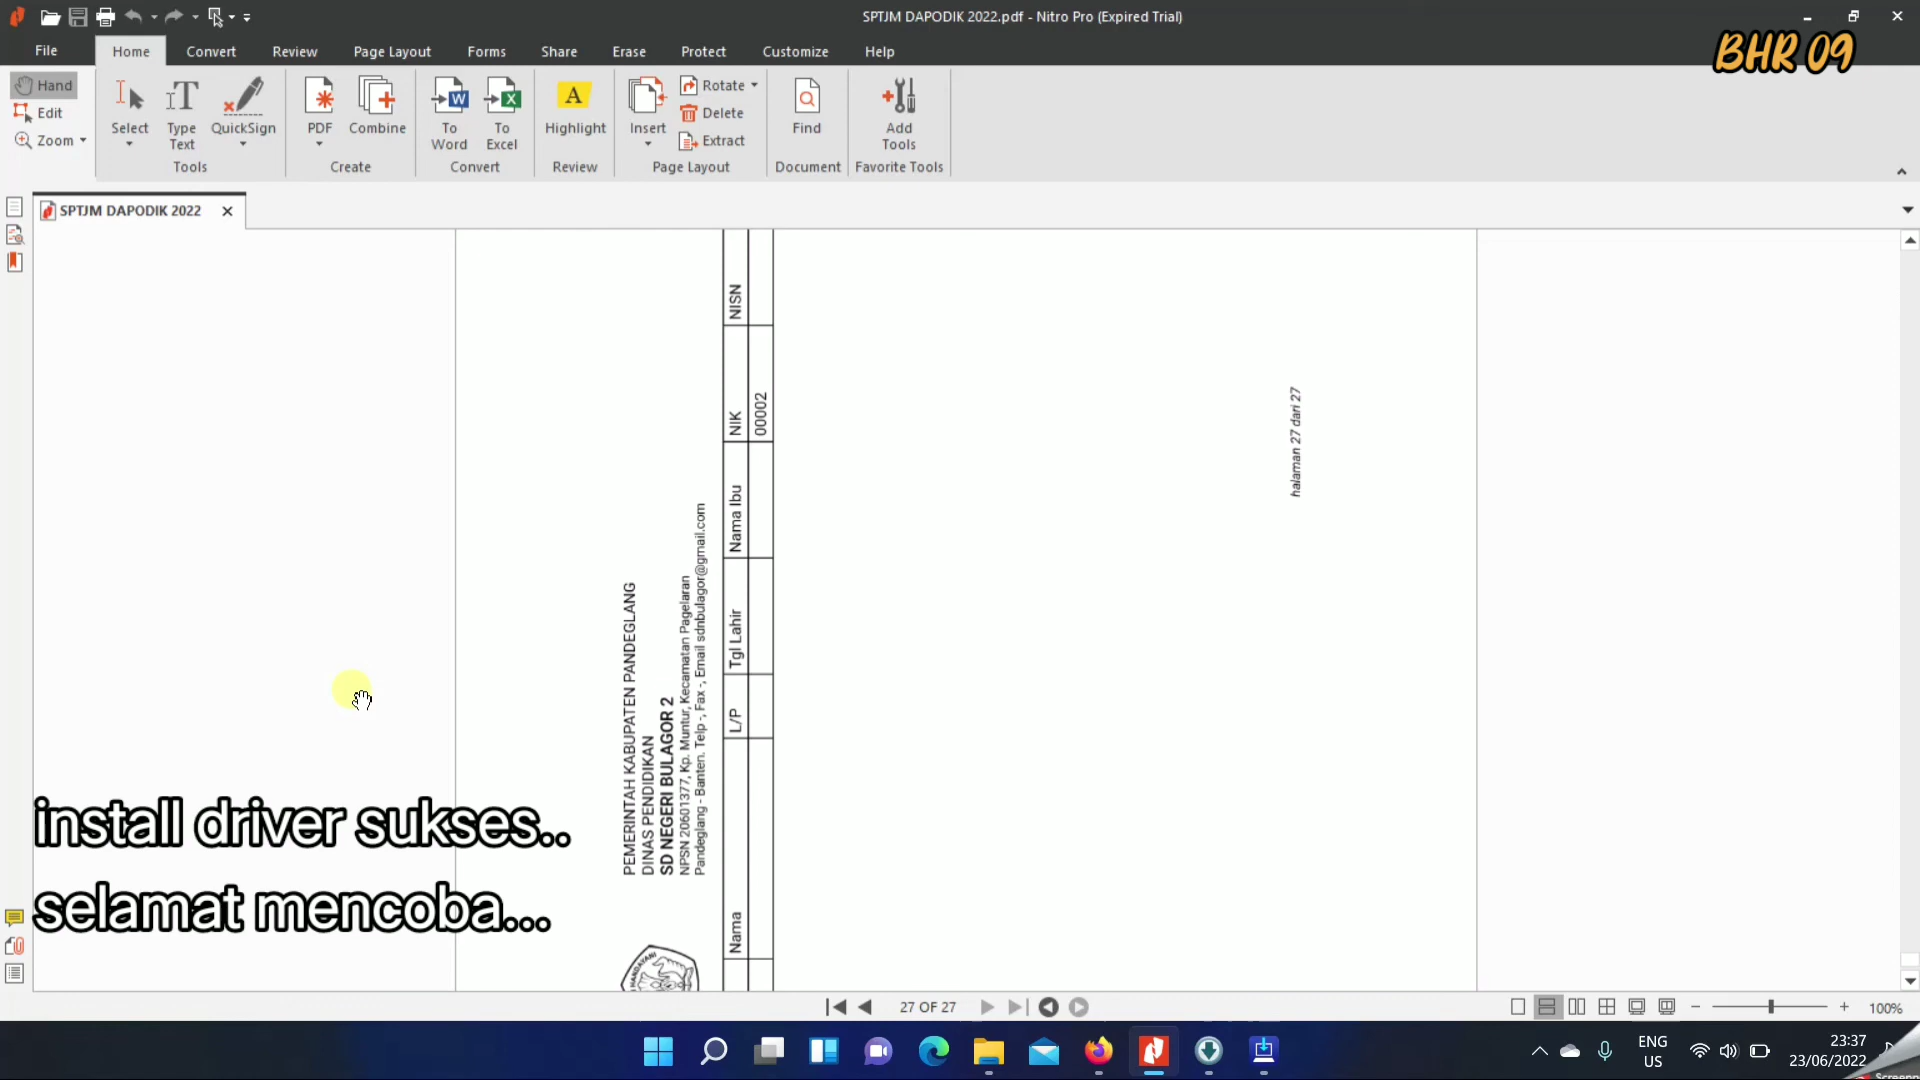 SPTJM DAPODIK 2022.pdf - Nitro Pro (Expired Trial)
BHR 09
File
Home
Convert
Review
Page Layout
Forms
Share
Erase
Protect
Customize
Help
Hand
Edit
Zoom
Select
Type
Text
QuickSign
Tools
PDF
Combine
Create
To
Word
To
Excel
Convert
Highlight
Review
Insert
Rotate
Delete
Extract
Page Layout
Find
Document
Add
Tools
Favorite Tools
SPTJM DAPODIK 2022
PEMERINTAH KABUPATEN PANDEGLANG
DINAS PENDIDIKAN
SD NEGERI BULAGOR 2
NPSN 20601377, Kp. Muntur, Kecamatan Pagelaran
Pandeglang - Banten. Telp -, Fax -, Email sdnbulagor@gmail.com
HANDAYANI
Nama
L/P
Tgl Lahir
Nama Ibu
NIK
NISN
00002
halaman 27 dari 27
install driver sukses..
selamat mencoba...
27 OF 27
100%
ENG
US
23:37
23/06/2022